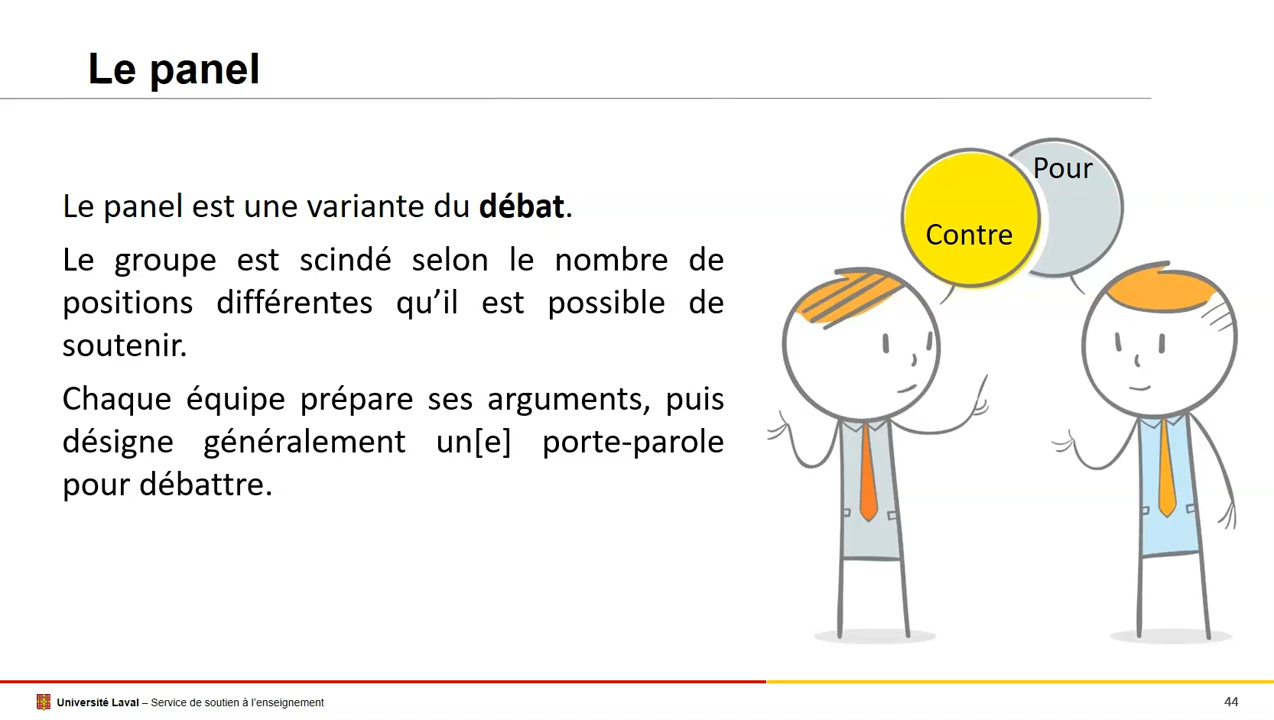 Le panel
Le panel est une variante du débat.
Le groupe est scindé selon le nombre de
positions différentes qu’il est possible de
soutenir.
Chaque équipe prépare ses arguments, puis
désigne généralement un[e] porte-parole
pour débattre.
Pour
Contre
Université Laval – Service de soutien à l’enseignement
44